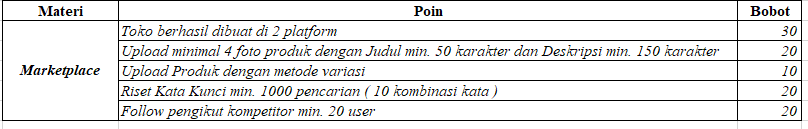 Materi Poin Bobot
Toko berhasil dibuat di 2 platform 30
Upload minimal 4 foto produk dengan Judul min. 50 karakter dan Deskripsi min. 150 karakter 20
Marketplace Upload Produk dengan metode variasi 10
Riset Kata Kunci min. 1000 pencarian ( 10 kombinasi kata ) 20
Follow pengikut kompetitor min. 20 user 20